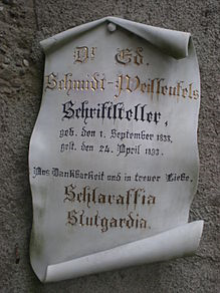 Dr. Ed.
Schmidt-Weißenfels
Schriftsteller,
geb. den 1. September 1833,
gest. den 24. April 1893.
Aus Dankbarkeit und in treuer Liebe.
Schlaraffia
Stutgardia.